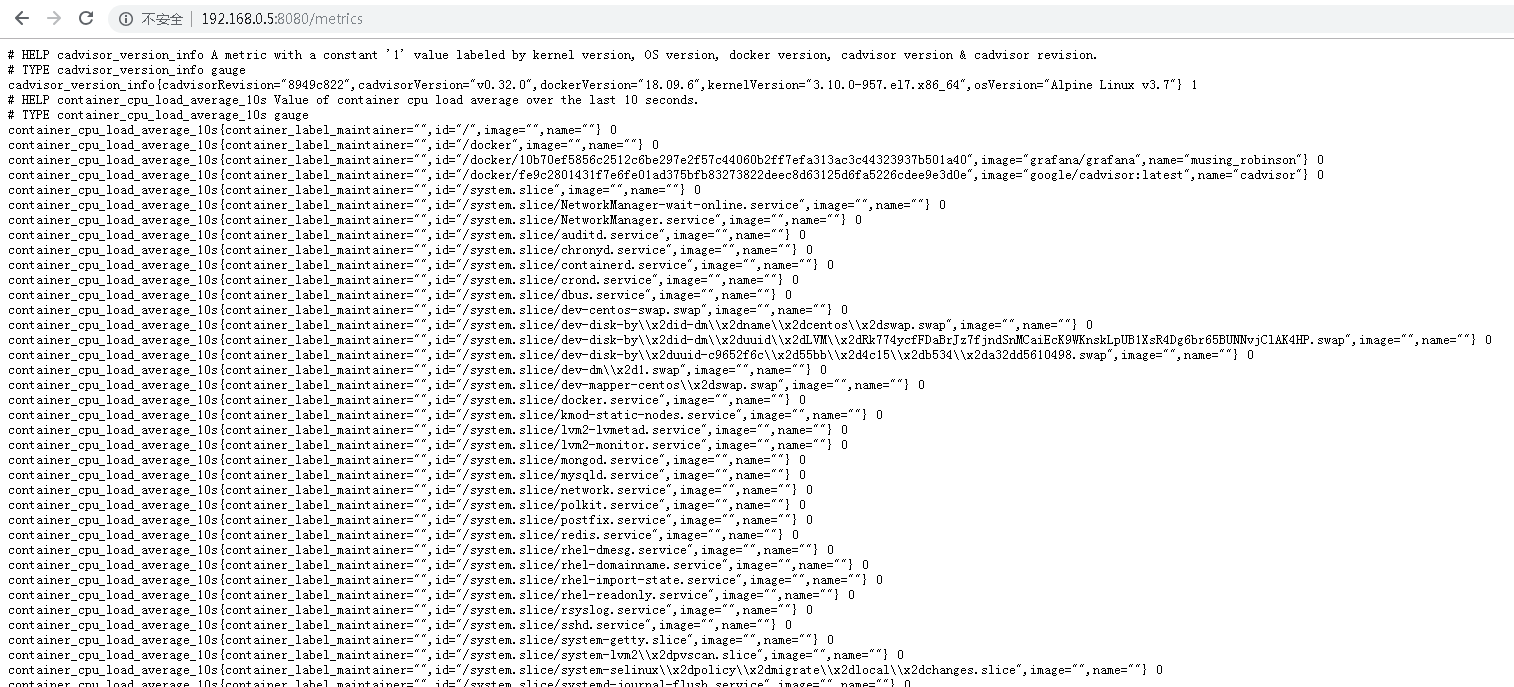 不安全 | 192.168.0.5:8080/metrics
# HELP cadvisor_version_info A metric with a constant '1' value labeled by kernel version, OS version, docker version, cadvisor version & cadvisor revision.
# TYPE cadvisor_version_info gauge
cadvisor_version_info{cadvisorRevision="8949c822",cadvisorVersion="v0.32.0",dockerVersion="18.09.6",kernelVersion="3.10.0-957.el7.x86_64",osVersion="Alpine Linux v3.7"} 1
# HELP container_cpu_load_average_10s Value of container cpu load average over the last 10 seconds.
# TYPE container_cpu_load_average_10s gauge
container_cpu_load_average_10s{container_label_maintainer="",id="/",image="",name=""} 0
container_cpu_load_average_10s{container_label_maintainer="",id="/docker",image="",name=""} 0
container_cpu_load_average_10s{container_label_maintainer="",id="/docker/10b70ef5856c2512c6be297e2f57c44060b2ff7efa313ac3c44323937b501a40",image="grafana/grafana",name="musing_robinson"} 0
container_cpu_load_average_10s{container_label_maintainer="",id="/docker/fe9c2801431f7e6fe01ad375bfb83273822deec8d63125d6fa5226cdee9e3d0e",image="google/cadvisor:latest",name="cadvisor"} 0
container_cpu_load_average_10s{container_label_maintainer="",id="/system.slice",image="",name=""} 0
container_cpu_load_average_10s{container_label_maintainer="",id="/system.slice/NetworkManager-wait-online.service",image="",name=""} 0
container_cpu_load_average_10s{container_label_maintainer="",id="/system.slice/NetworkManager.service",image="",name=""} 0
container_cpu_load_average_10s{container_label_maintainer="",id="/system.slice/auditd.service",image="",name=""} 0
container_cpu_load_average_10s{container_label_maintainer="",id="/system.slice/chronyd.service",image="",name=""} 0
container_cpu_load_average_10s{container_label_maintainer="",id="/system.slice/containerd.service",image="",name=""} 0
container_cpu_load_average_10s{container_label_maintainer="",id="/system.slice/crond.service",image="",name=""} 0
container_cpu_load_average_10s{container_label_maintainer="",id="/system.slice/dbus.service",image="",name=""} 0
container_cpu_load_average_10s{container_label_maintainer="",id="/system.slice/dev-centos-swap.swap",image="",name=""} 0
container_cpu_load_average_10s{container_label_maintainer="",id="/system.slice/dev-disk-by\\x2did-dm\\x2dname\\x2dcentos\\x2dswap.swap",image="",name=""} 0
container_cpu_load_average_10s{container_label_maintainer="",id="/system.slice/dev-disk-by\\x2did-dm\\x2duuid\\x2dLVM\\x2dRk774ycfFDaBrJz7fjndSnMCaiEcK9WKnskLpUB1XsR4Dg6br65BUNNvjClAK4HP.swap",image="",name=""} 0
container_cpu_load_average_10s{container_label_maintainer="",id="/system.slice/dev-disk-by\\x2duuid-c9652f6c\\x2d55bb\\x2d4c15\\x2db534\\x2da32dd5610498.swap",image="",name=""} 0
container_cpu_load_average_10s{container_label_maintainer="",id="/system.slice/dev-dm\\x2d1.swap",image="",name=""} 0
container_cpu_load_average_10s{container_label_maintainer="",id="/system.slice/dev-mapper-centos\\x2dswap.swap",image="",name=""} 0
container_cpu_load_average_10s{container_label_maintainer="",id="/system.slice/docker.service",image="",name=""} 0
container_cpu_load_average_10s{container_label_maintainer="",id="/system.slice/kmod-static-nodes.service",image="",name=""} 0
container_cpu_load_average_10s{container_label_maintainer="",id="/system.slice/lvm2-lvmetad.service",image="",name=""} 0
container_cpu_load_average_10s{container_label_maintainer="",id="/system.slice/lvm2-monitor.service",image="",name=""} 0
container_cpu_load_average_10s{container_label_maintainer="",id="/system.slice/mongod.service",image="",name=""} 0
container_cpu_load_average_10s{container_label_maintainer="",id="/system.slice/mysqld.service",image="",name=""} 0
container_cpu_load_average_10s{container_label_maintainer="",id="/system.slice/network.service",image="",name=""} 0
container_cpu_load_average_10s{container_label_maintainer="",id="/system.slice/polkit.service",image="",name=""} 0
container_cpu_load_average_10s{container_label_maintainer="",id="/system.slice/postfix.service",image="",name=""} 0
container_cpu_load_average_10s{container_label_maintainer="",id="/system.slice/redis.service",image="",name=""} 0
container_cpu_load_average_10s{container_label_maintainer="",id="/system.slice/rhel-dmesg.service",image="",name=""} 0
container_cpu_load_average_10s{container_label_maintainer="",id="/system.slice/rhel-domainname.service",image="",name=""} 0
container_cpu_load_average_10s{container_label_maintainer="",id="/system.slice/rhel-import-state.service",image="",name=""} 0
container_cpu_load_average_10s{container_label_maintainer="",id="/system.slice/rhel-readonly.service",image="",name=""} 0
container_cpu_load_average_10s{container_label_maintainer="",id="/system.slice/rsyslog.service",image="",name=""} 0
container_cpu_load_average_10s{container_label_maintainer="",id="/system.slice/sshd.service",image="",name=""} 0
container_cpu_load_average_10s{container_label_maintainer="",id="/system.slice/system-getty.slice",image="",name=""} 0
container_cpu_load_average_10s{container_label_maintainer="",id="/system.slice/system-lvm2\\x2dpvscan.slice",image="",name=""} 0
container_cpu_load_average_10s{container_label_maintainer="",id="/system.slice/system-selinux\\x2dpolicy\\x2dmigrate\\x2dlocal\\x2dchanges.slice",image="",name=""} 0
container_cpu_load_average_10s{container_label_maintainer="",id="/system.slice/systemd-journal-flush.service",image="",name=""} 0